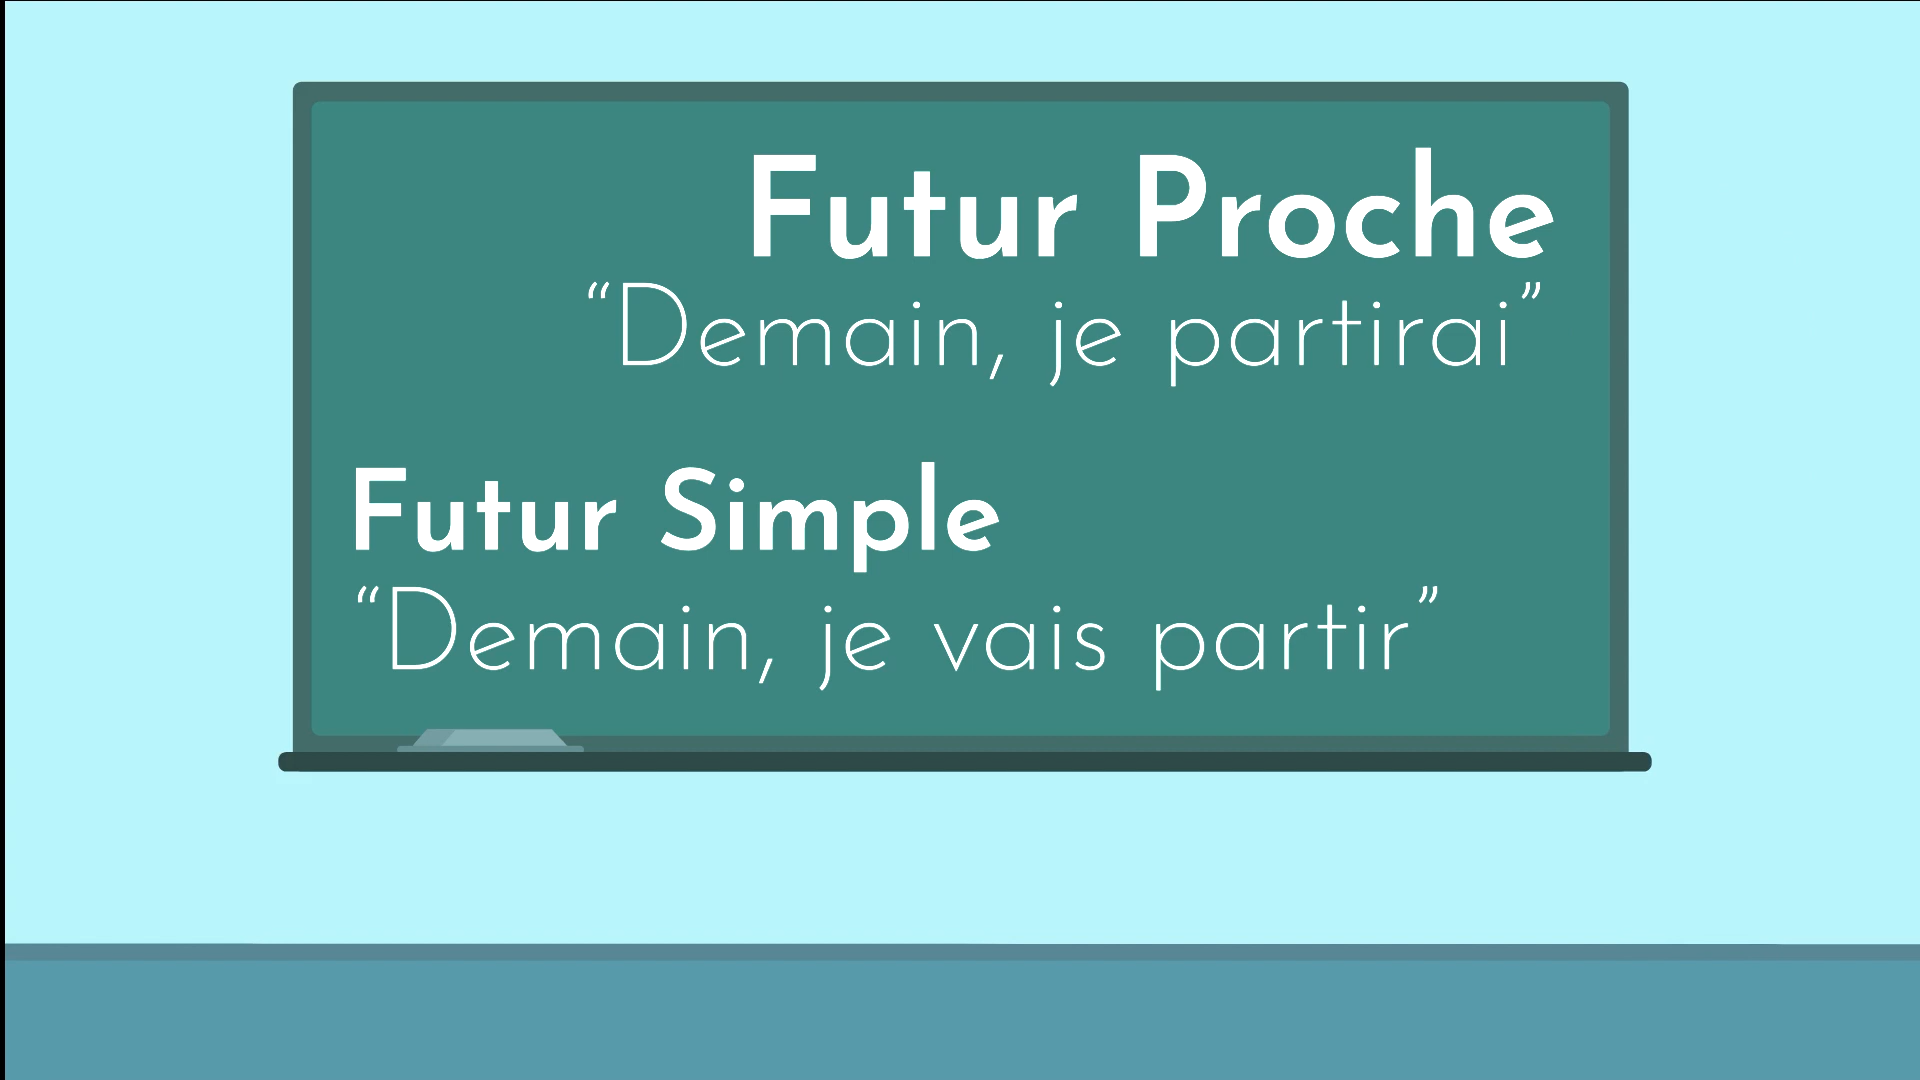 Futur Proche
“Demain, je partirai”
Futur Simple
“Demain, je vais partir”